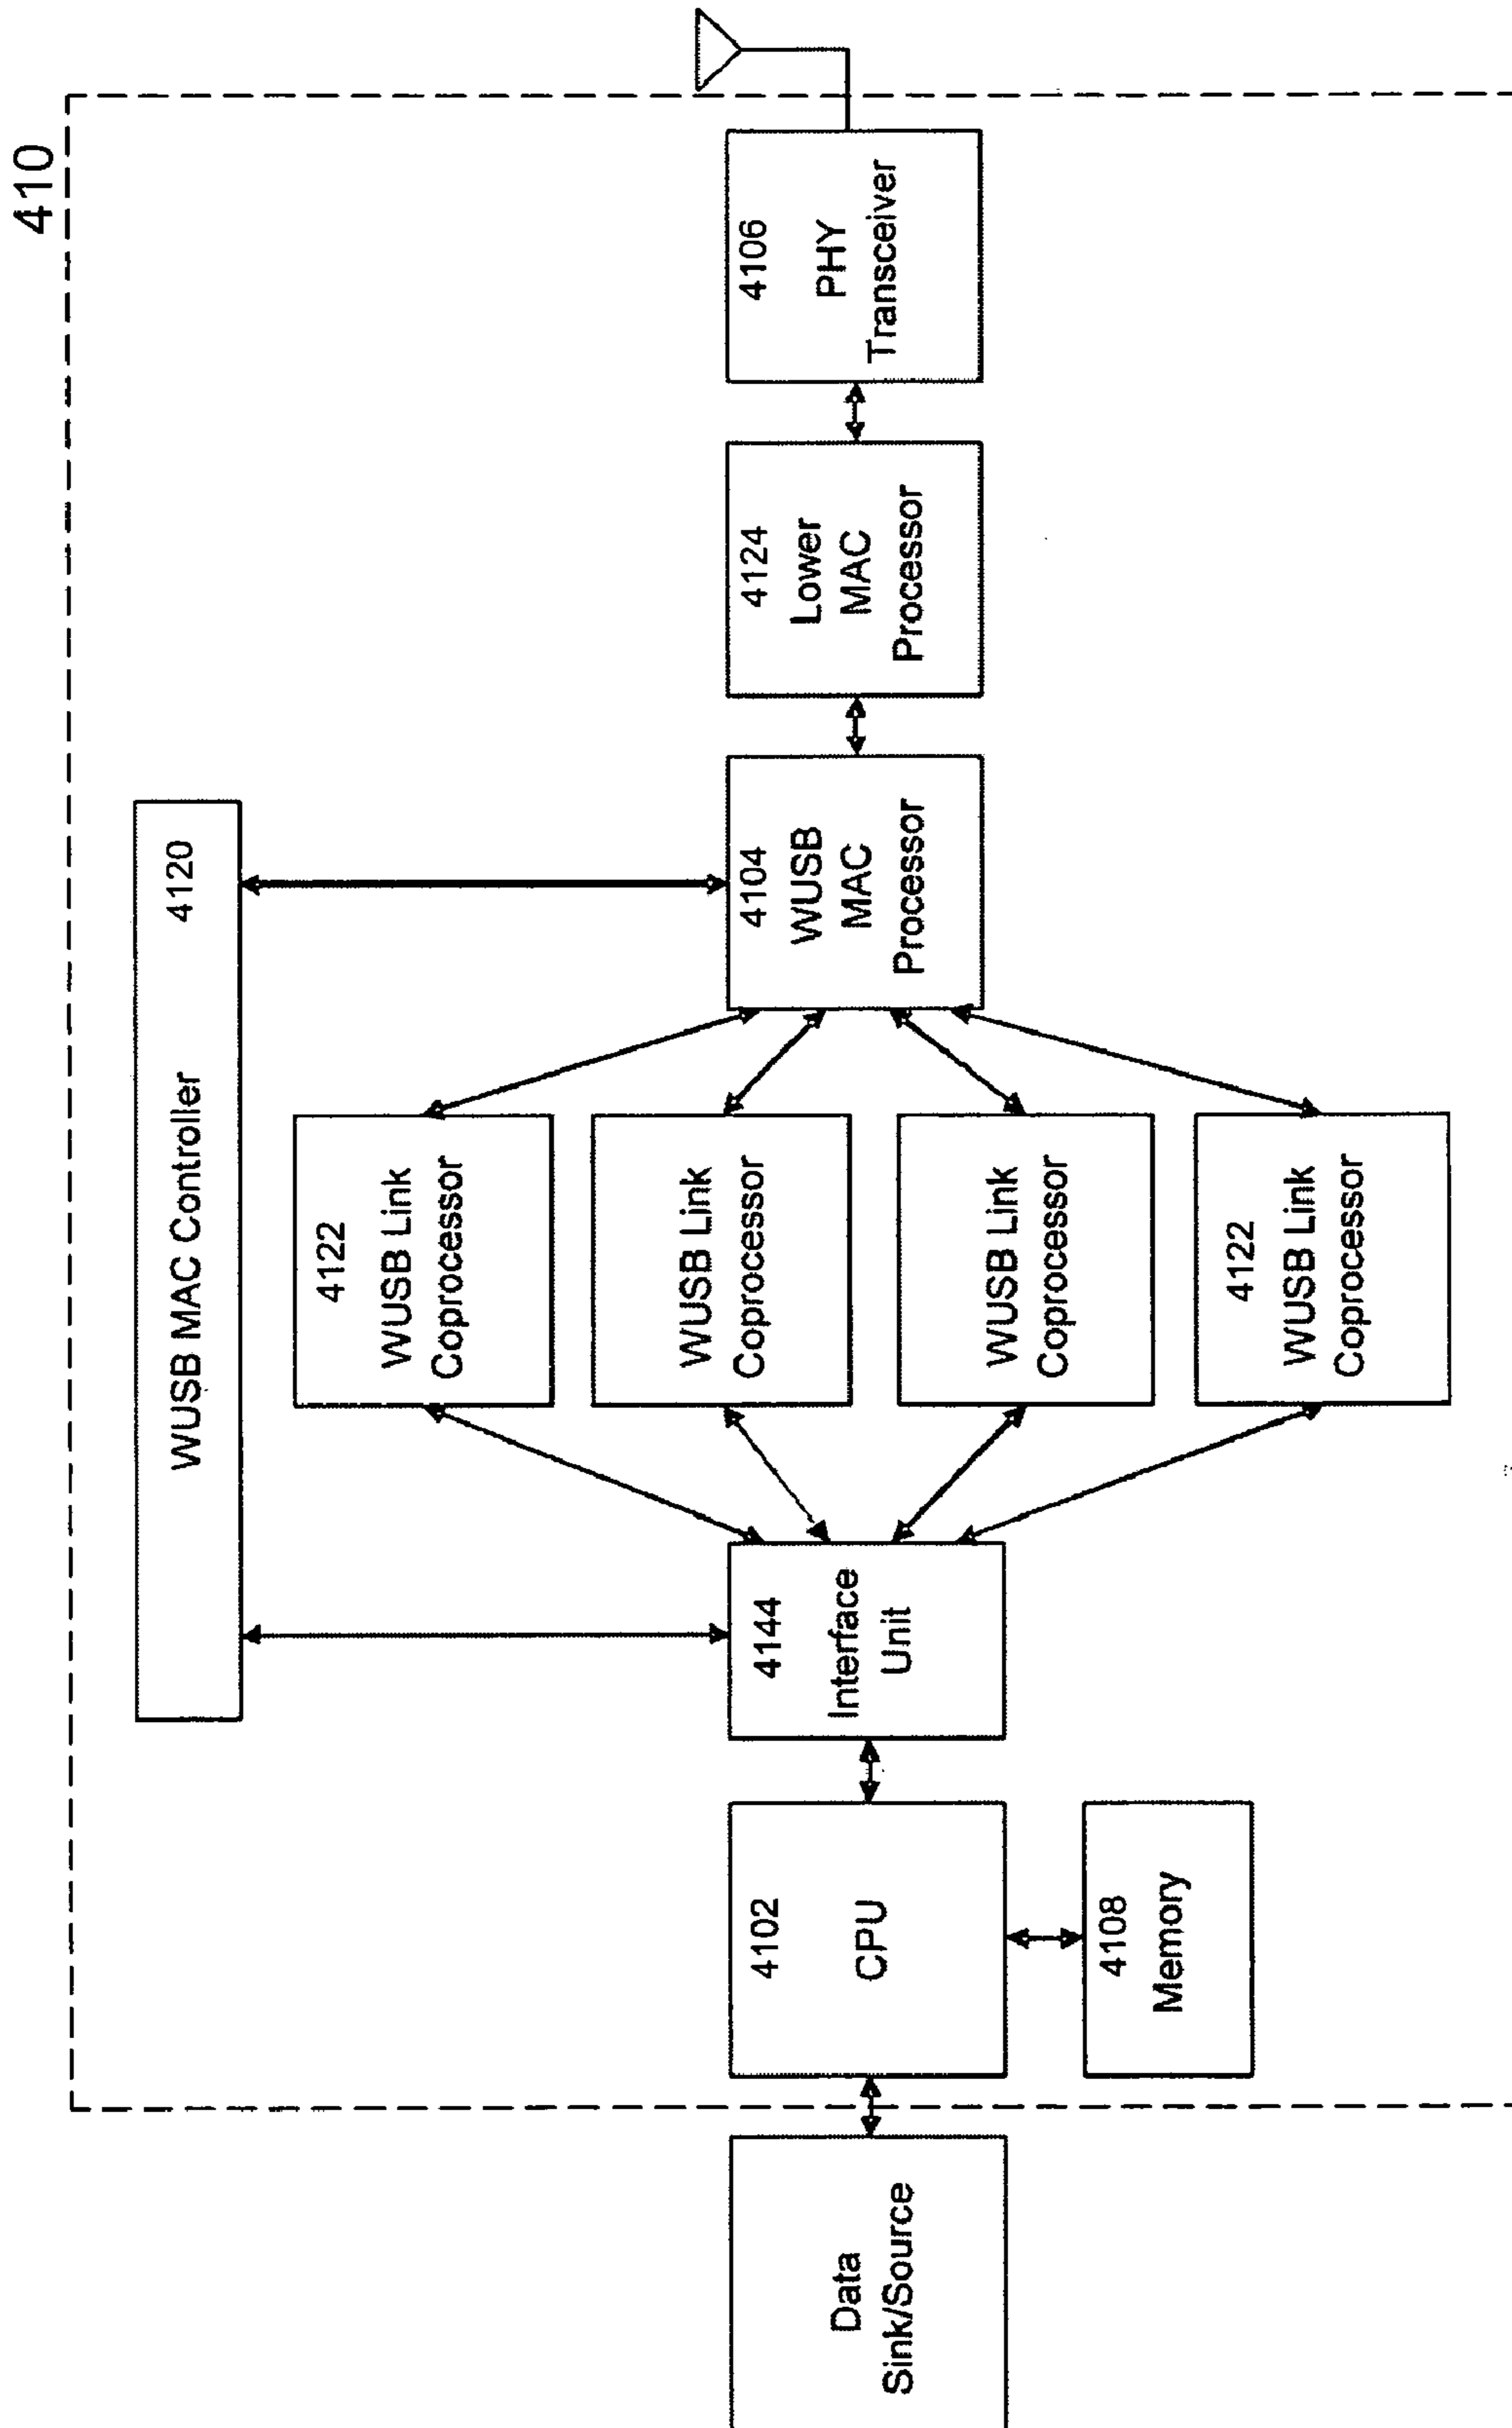 410
WUSB MAC Controller
4120
Data
Sink/Source
4102
CPU
4108
Memory
4144
Interface
Unit
4122
WUSB Link
Coprocessor
WUSB Link
Coprocessor
WUSB Link
Coprocessor
4122
WUSB Link
Coprocessor
4104
WUSB
MAC
Processor
4124
Lower
MAC
Processor
4106
PHY
Transceiver